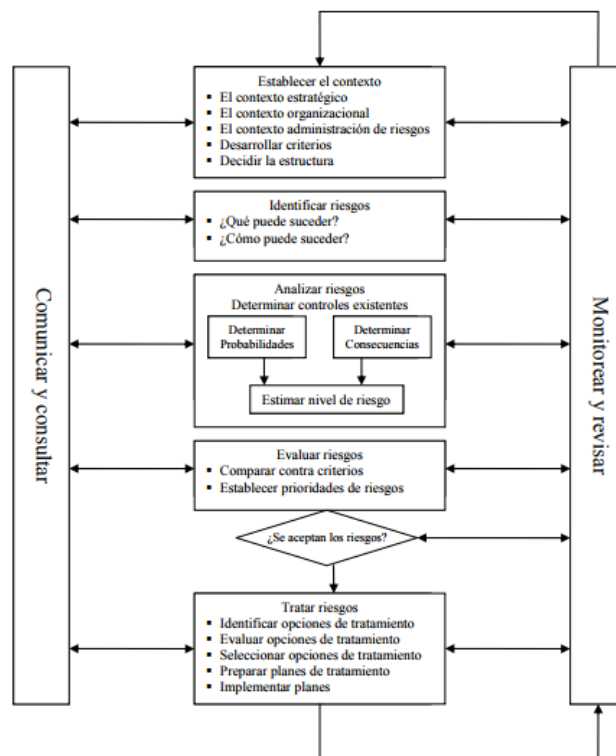 Establecer el contexto
▪ El contexto estratégico
▪ El contexto organizacional
▪ El contexto administración de riesgos
▪ Desarrollar criterios
▪ Decidir la estructura
Identificar riesgos
▪ ¿Qué puede suceder?
▪ ¿Cómo puede suceder?
Analizar riesgos
Determinar controles existentes
Determinar
Probabilidades
Determinar
Consecuencias
Estimar nivel de riesgo
Evaluar riesgos
▪ Comparar contra criterios
▪ Establecer prioridades de riesgos
¿Se aceptan los riesgos?
Tratar riesgos
▪ Identificar opciones de tratamiento
▪ Evaluar opciones de tratamiento
▪ Seleccionar opciones de tratamiento
▪ Preparar planes de tratamiento
▪ Implementar planes
Comunicar y consultar
Monitorear y revisar